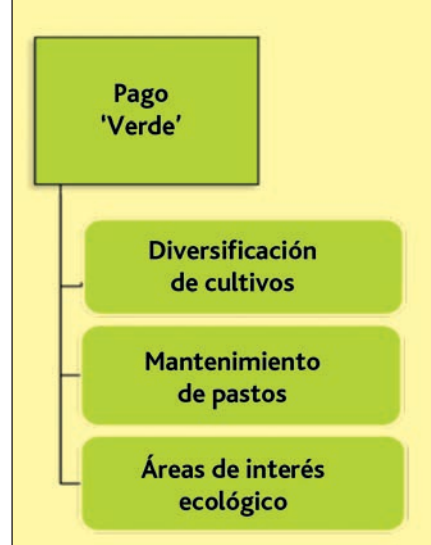 Pago
‘Verde’
Diversificación
de cultivos
Mantenimiento
de pastos
Áreas de interés
ecológico